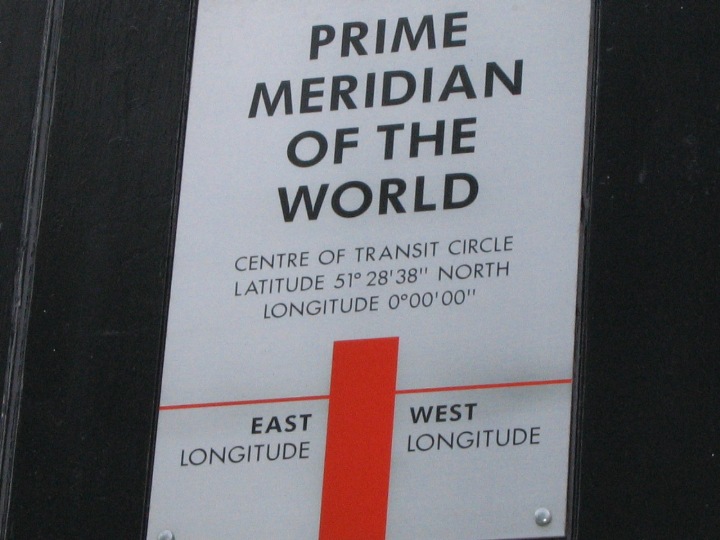 PRIME
MERIDIAN
OF THE
WORLD
CENTRE OF TRANSIT CIRCLE
LATITUDE 51° 28'38'' NORTH
LONGITUDE 0°00'00''
EAST
LONGITUDE
WEST
LONGITUDE